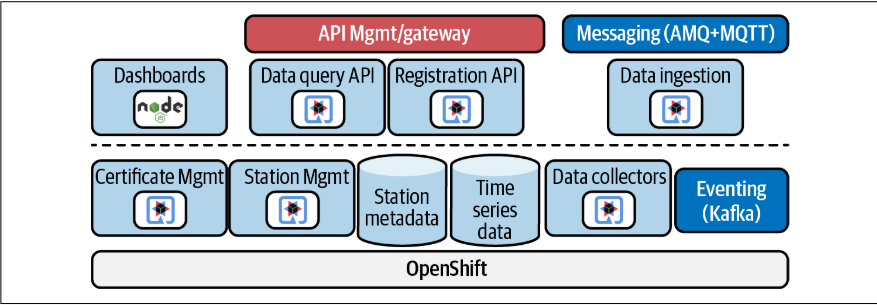 API Mgmt/gateway
Messaging (AMQ+MQTT)
Dashboards
node
JS
Data query API
Registration API
Data ingestion
Certificate Mgmt
Station Mgmt
Station
metadata
Time
series
data
Data collectors
Eventing
(Kafka)
OpenShift